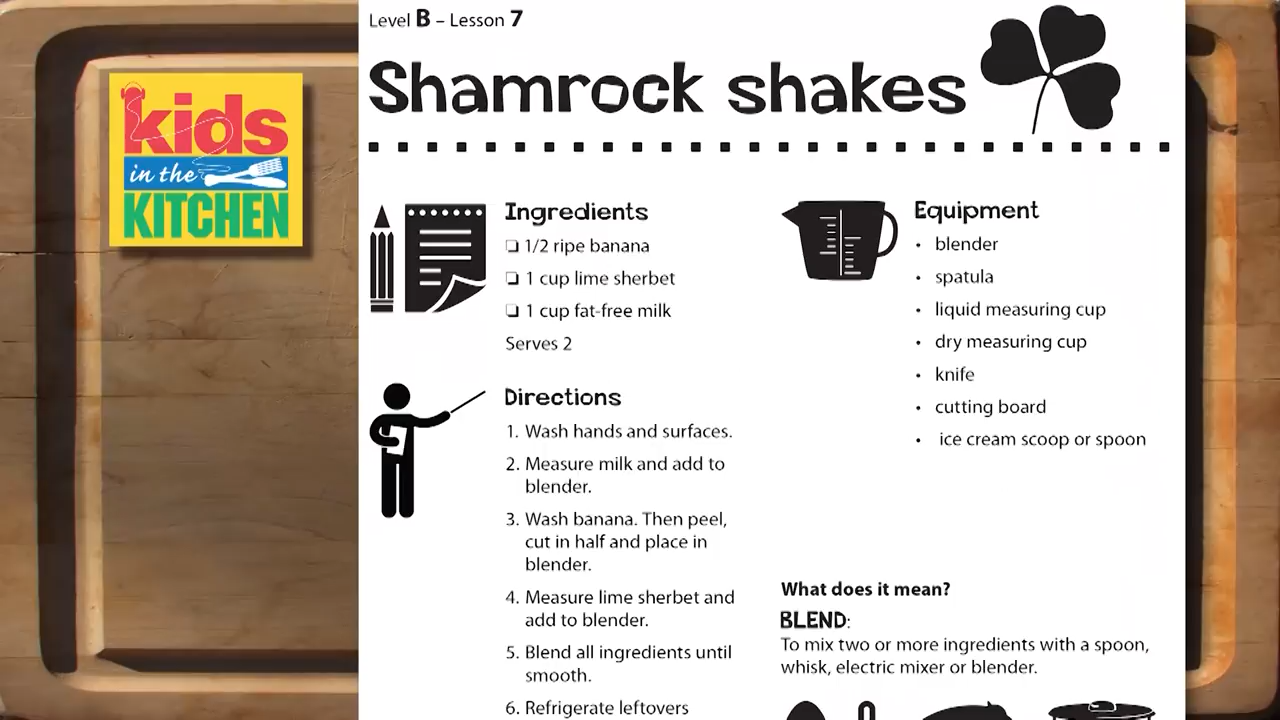 Level B – Lesson 7
Shamrock shakes
kids
in the
KITCHEN
Ingredients
❏ 1/2 ripe banana
❏ 1 cup lime sherbet
❏ 1 cup fat-free milk
Serves 2
Equipment
• blender
• spatula
• liquid measuring cup
• dry measuring cup
• knife
• cutting board
• ice cream scoop or spoon
Directions
1. Wash hands and surfaces.
2. Measure milk and add to
blender.
3. Wash banana. Then peel,
cut in half and place in
blender.
4. Measure lime sherbet and
add to blender.
5. Blend all ingredients until
smooth.
6. Refrigerate leftovers
What does it mean?
BLEND:
To mix two or more ingredients with a spoon,
whisk, electric mixer or blender.